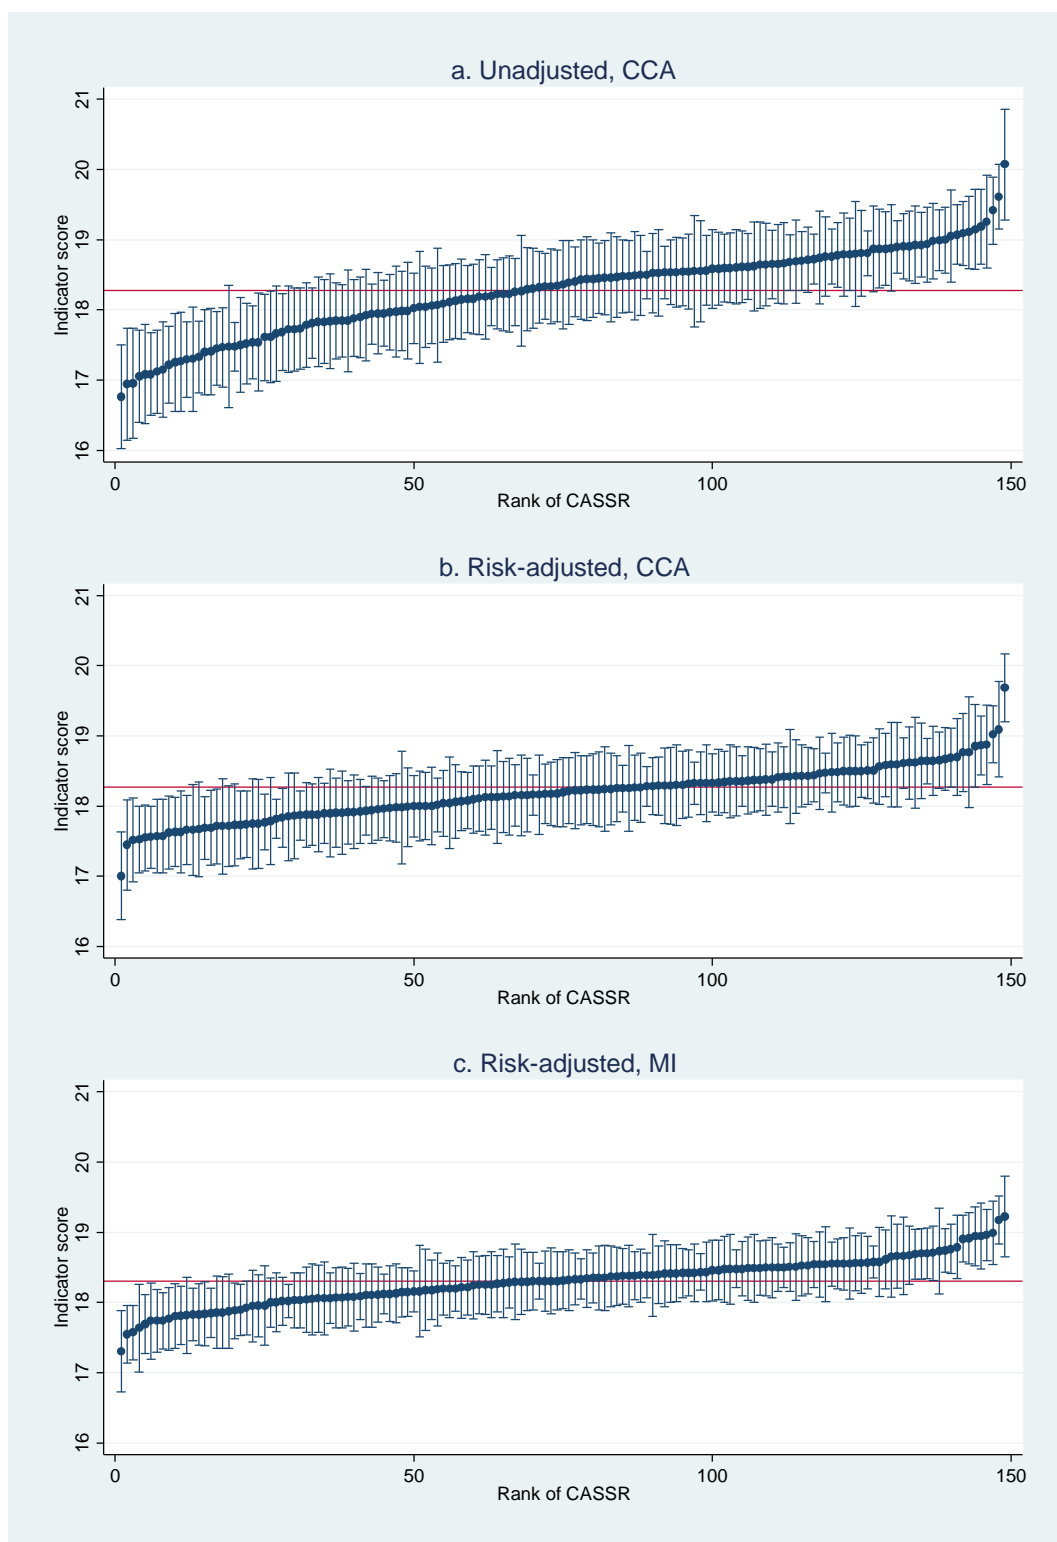 a. Unadjusted, CCA
21
20
19
18
17
16
Indicator score
0 50 100 150
Rank of CASSR
b. Risk-adjusted, CCA
21
20
19
18
17
16
Indicator score
0 50 100 150
Rank of CASSR
c. Risk-adjusted, MI
21
20
19
18
17
16
Indicator score
0 50 100 150
Rank of CASSR